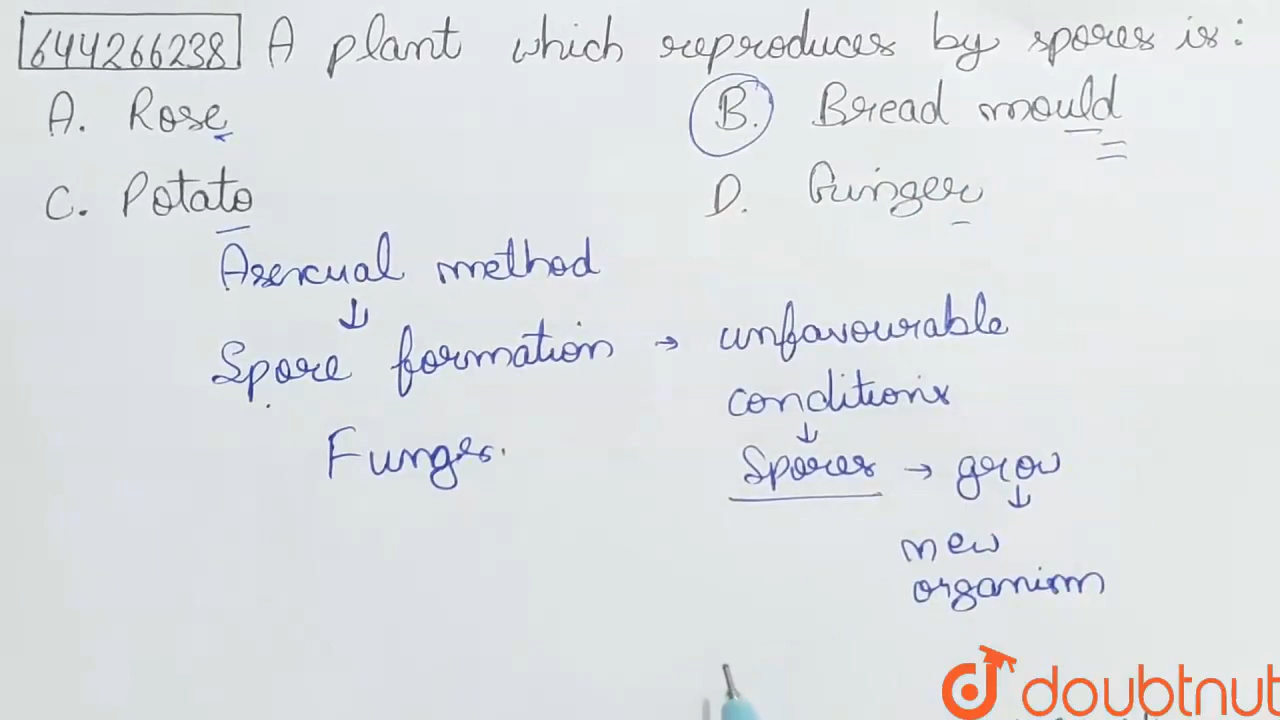 644266238 A plant which reproduces by spores is:
A. Rose B. Bread mould
C. Potato D. Ginger
Asexual method
↓
Spore formation → unfavourable
conditions
↓
Funges. Spores → grow
↓
new
organism
doubtnut